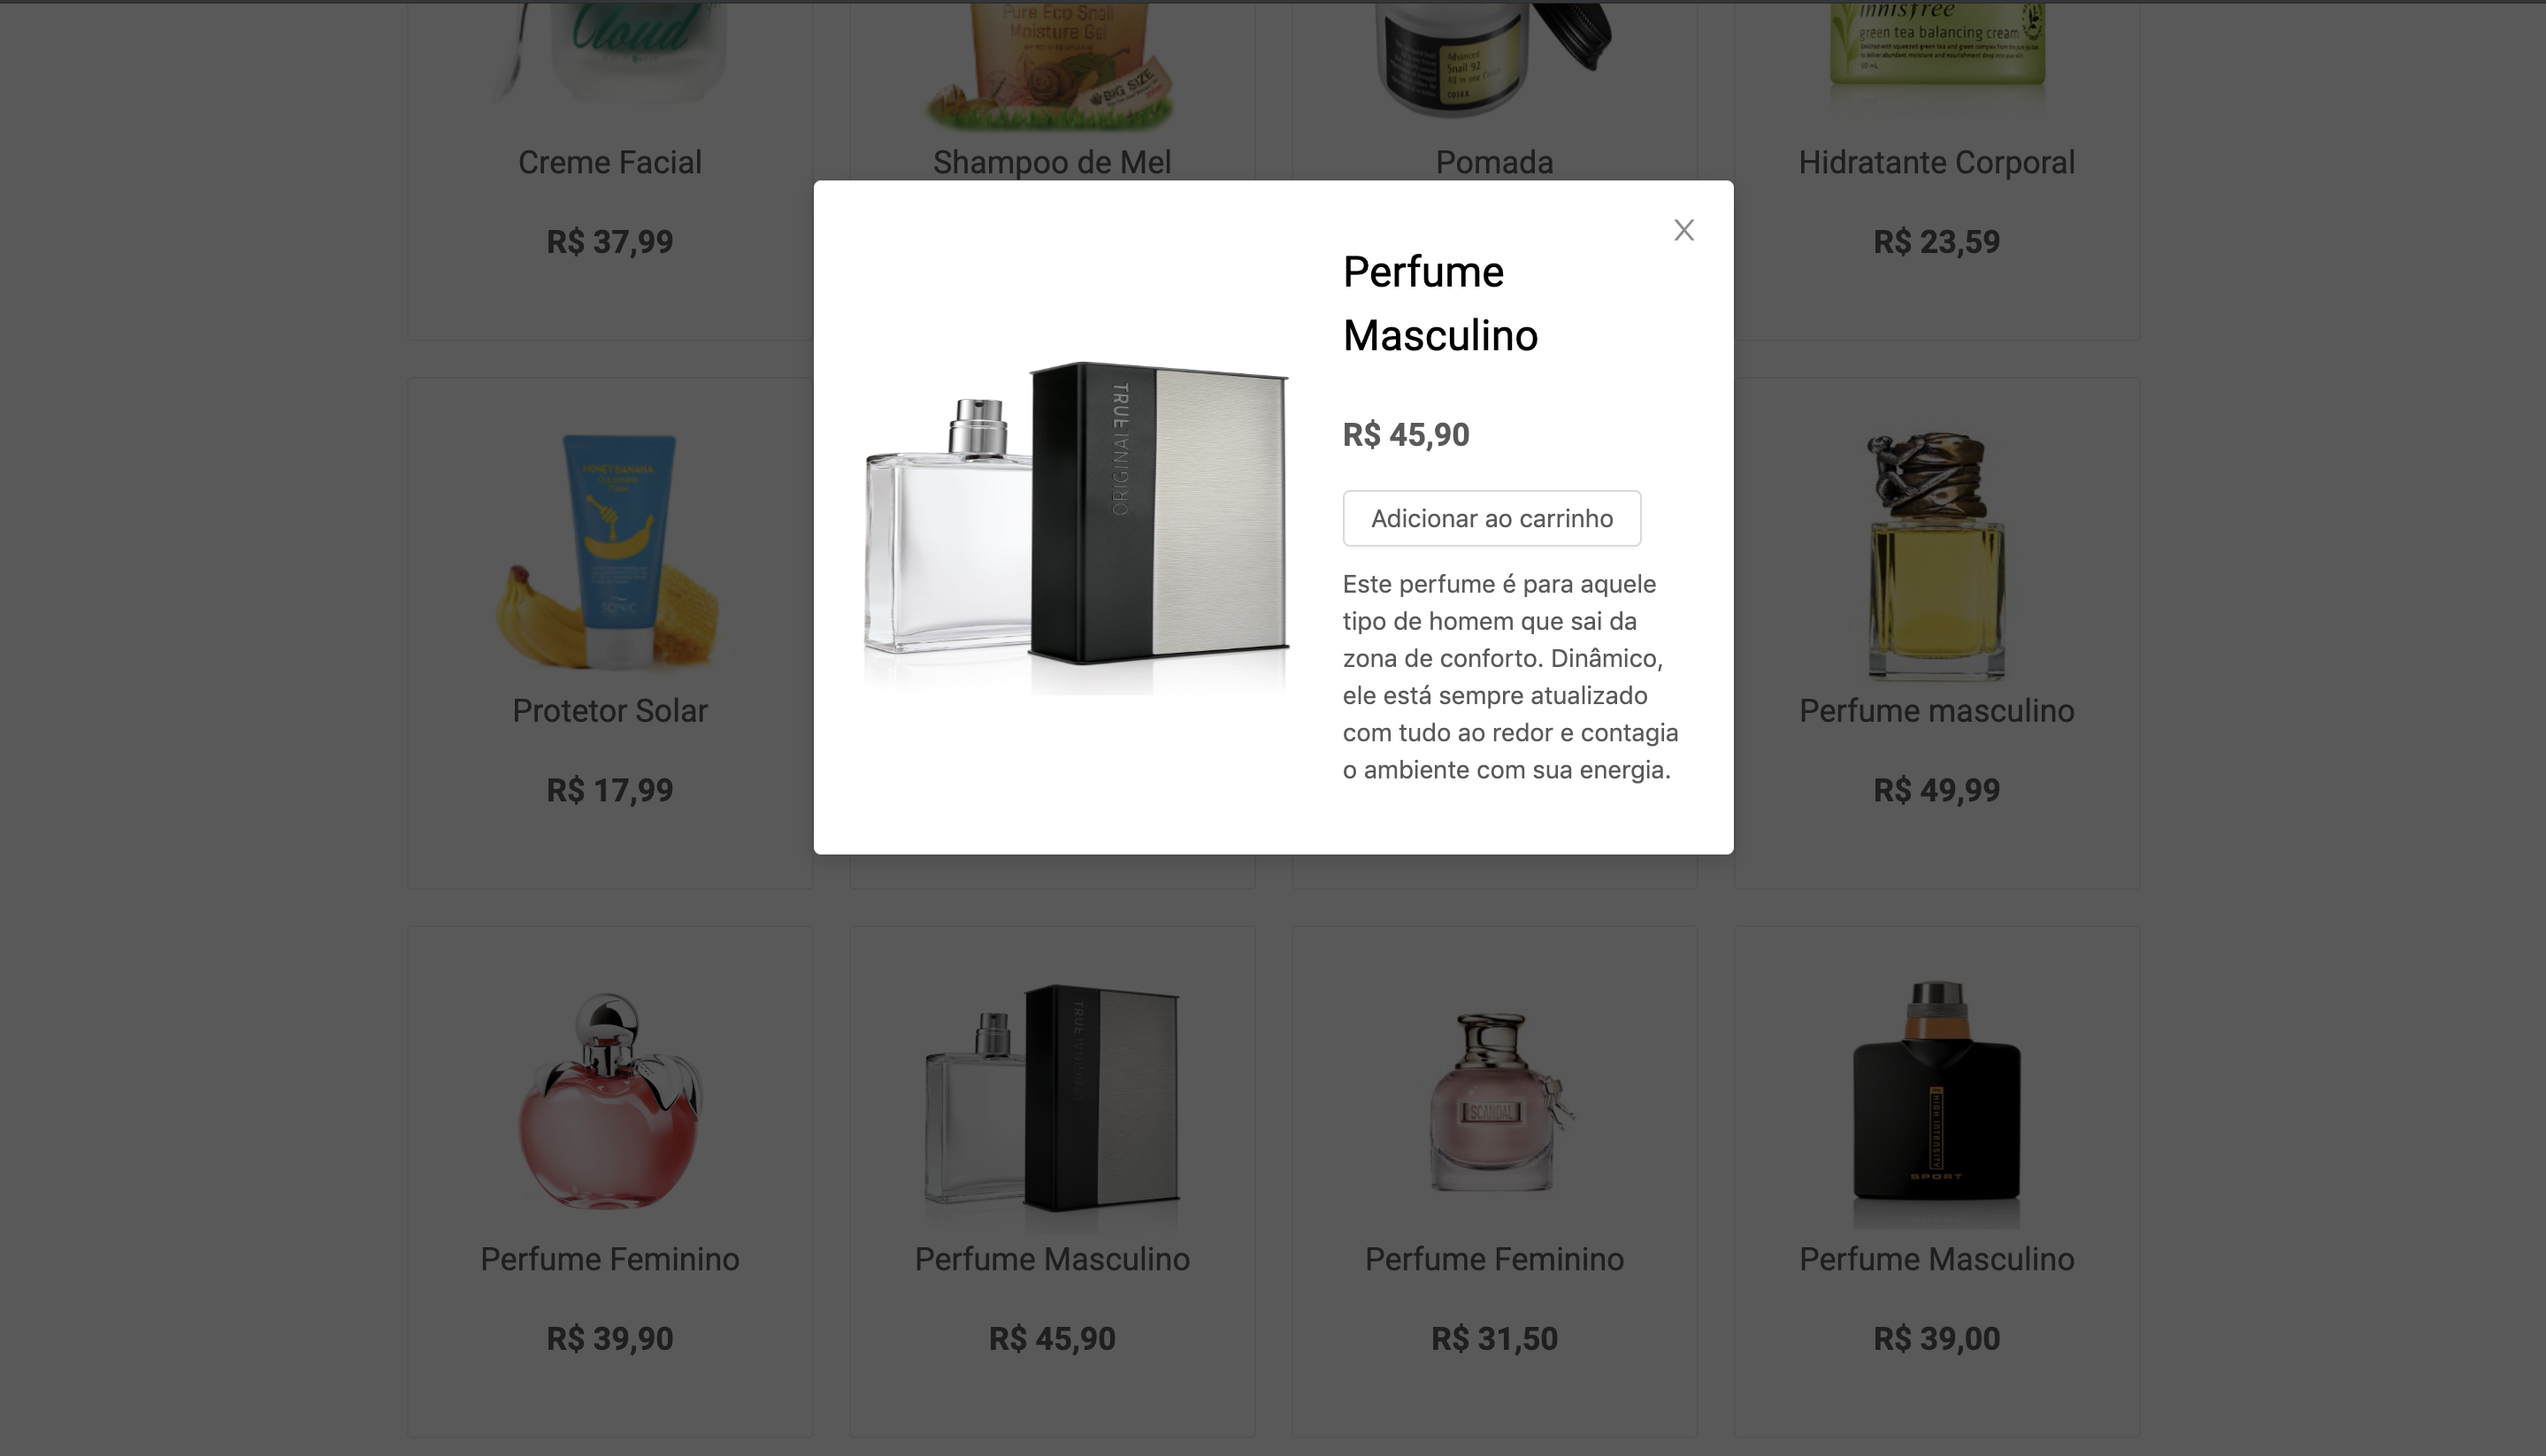 Cloud
Pure Eco Snail
Moisture Gel
BIG SIZE
Advanced
Snail 92
All in one Cream
COSRX
innisfree
green tea balancing cream
50 mL
Creme Facial
Shampoo de Mel
Pomada
Hidratante Corporal
R$ 37,99
R$ 23,59
Perfume
Masculino
R$ 45,90
Adicionar ao carrinho
Este perfume é para aquele
tipo de homem que sai da
zona de conforto. Dinâmico,
ele está sempre atualizado
com tudo ao redor e contagia
o ambiente com sua energia.
TRUE
HONEY BANANA
SCINIC
Protetor Solar
Perfume masculino
R$ 17,99
R$ 49,99
TRUE
SCANDAL
HIGH INTENSITY
SPORT
Perfume Feminino
Perfume Masculino
Perfume Feminino
Perfume Masculino
R$ 39,90
R$ 45,90
R$ 31,50
R$ 39,00